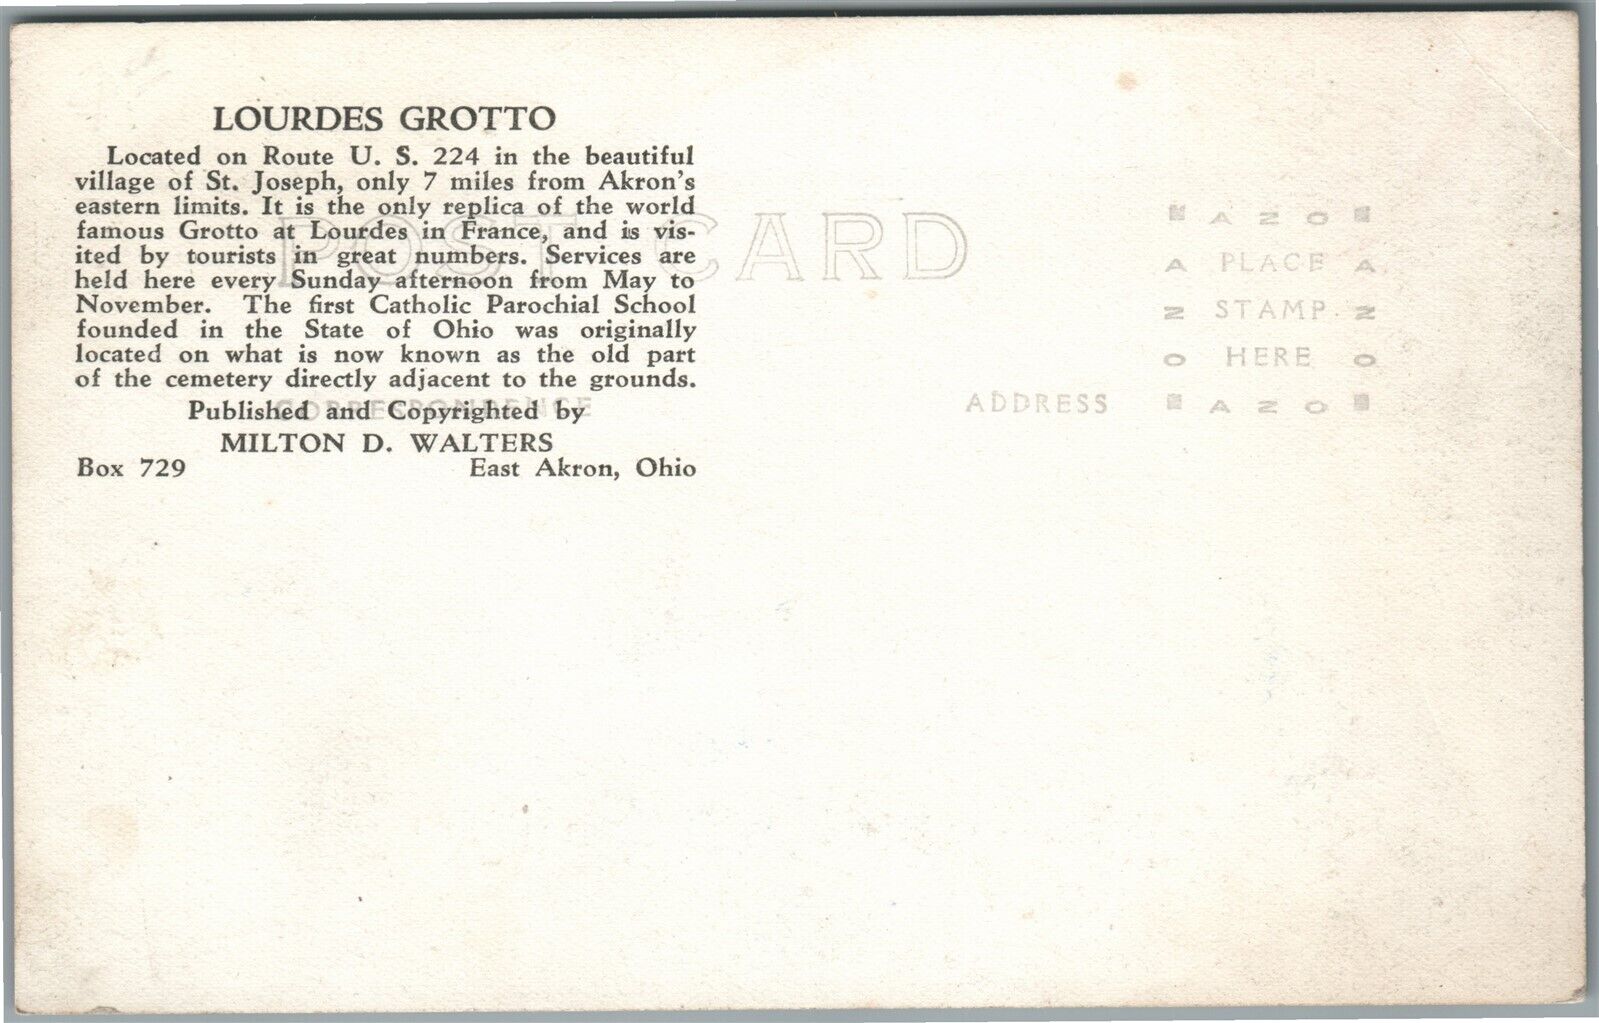 LOURDES GROTTO
Located on Route U. S. 224 in the beautiful
village of St. Joseph, only 7 miles from Akron's
eastern limits. It is the only replica of the world
famous Grotto at Lourdes in France, and is vis-
ited by tourists in great numbers. Services are
held here every Sunday afternoon from May to
November. The first Catholic Parochial School
founded in the State of Ohio was originally
located on what is now known as the old part
of the cemetery directly adjacent to the grounds.
Published and Copyrighted by
MILTON D. WALTERS
Box 729 East Akron, Ohio
POST CARD
CORRESPONDENCE
ADDRESS
AZO
PLACE
STAMP
HERE
AZO
AZO
AZO